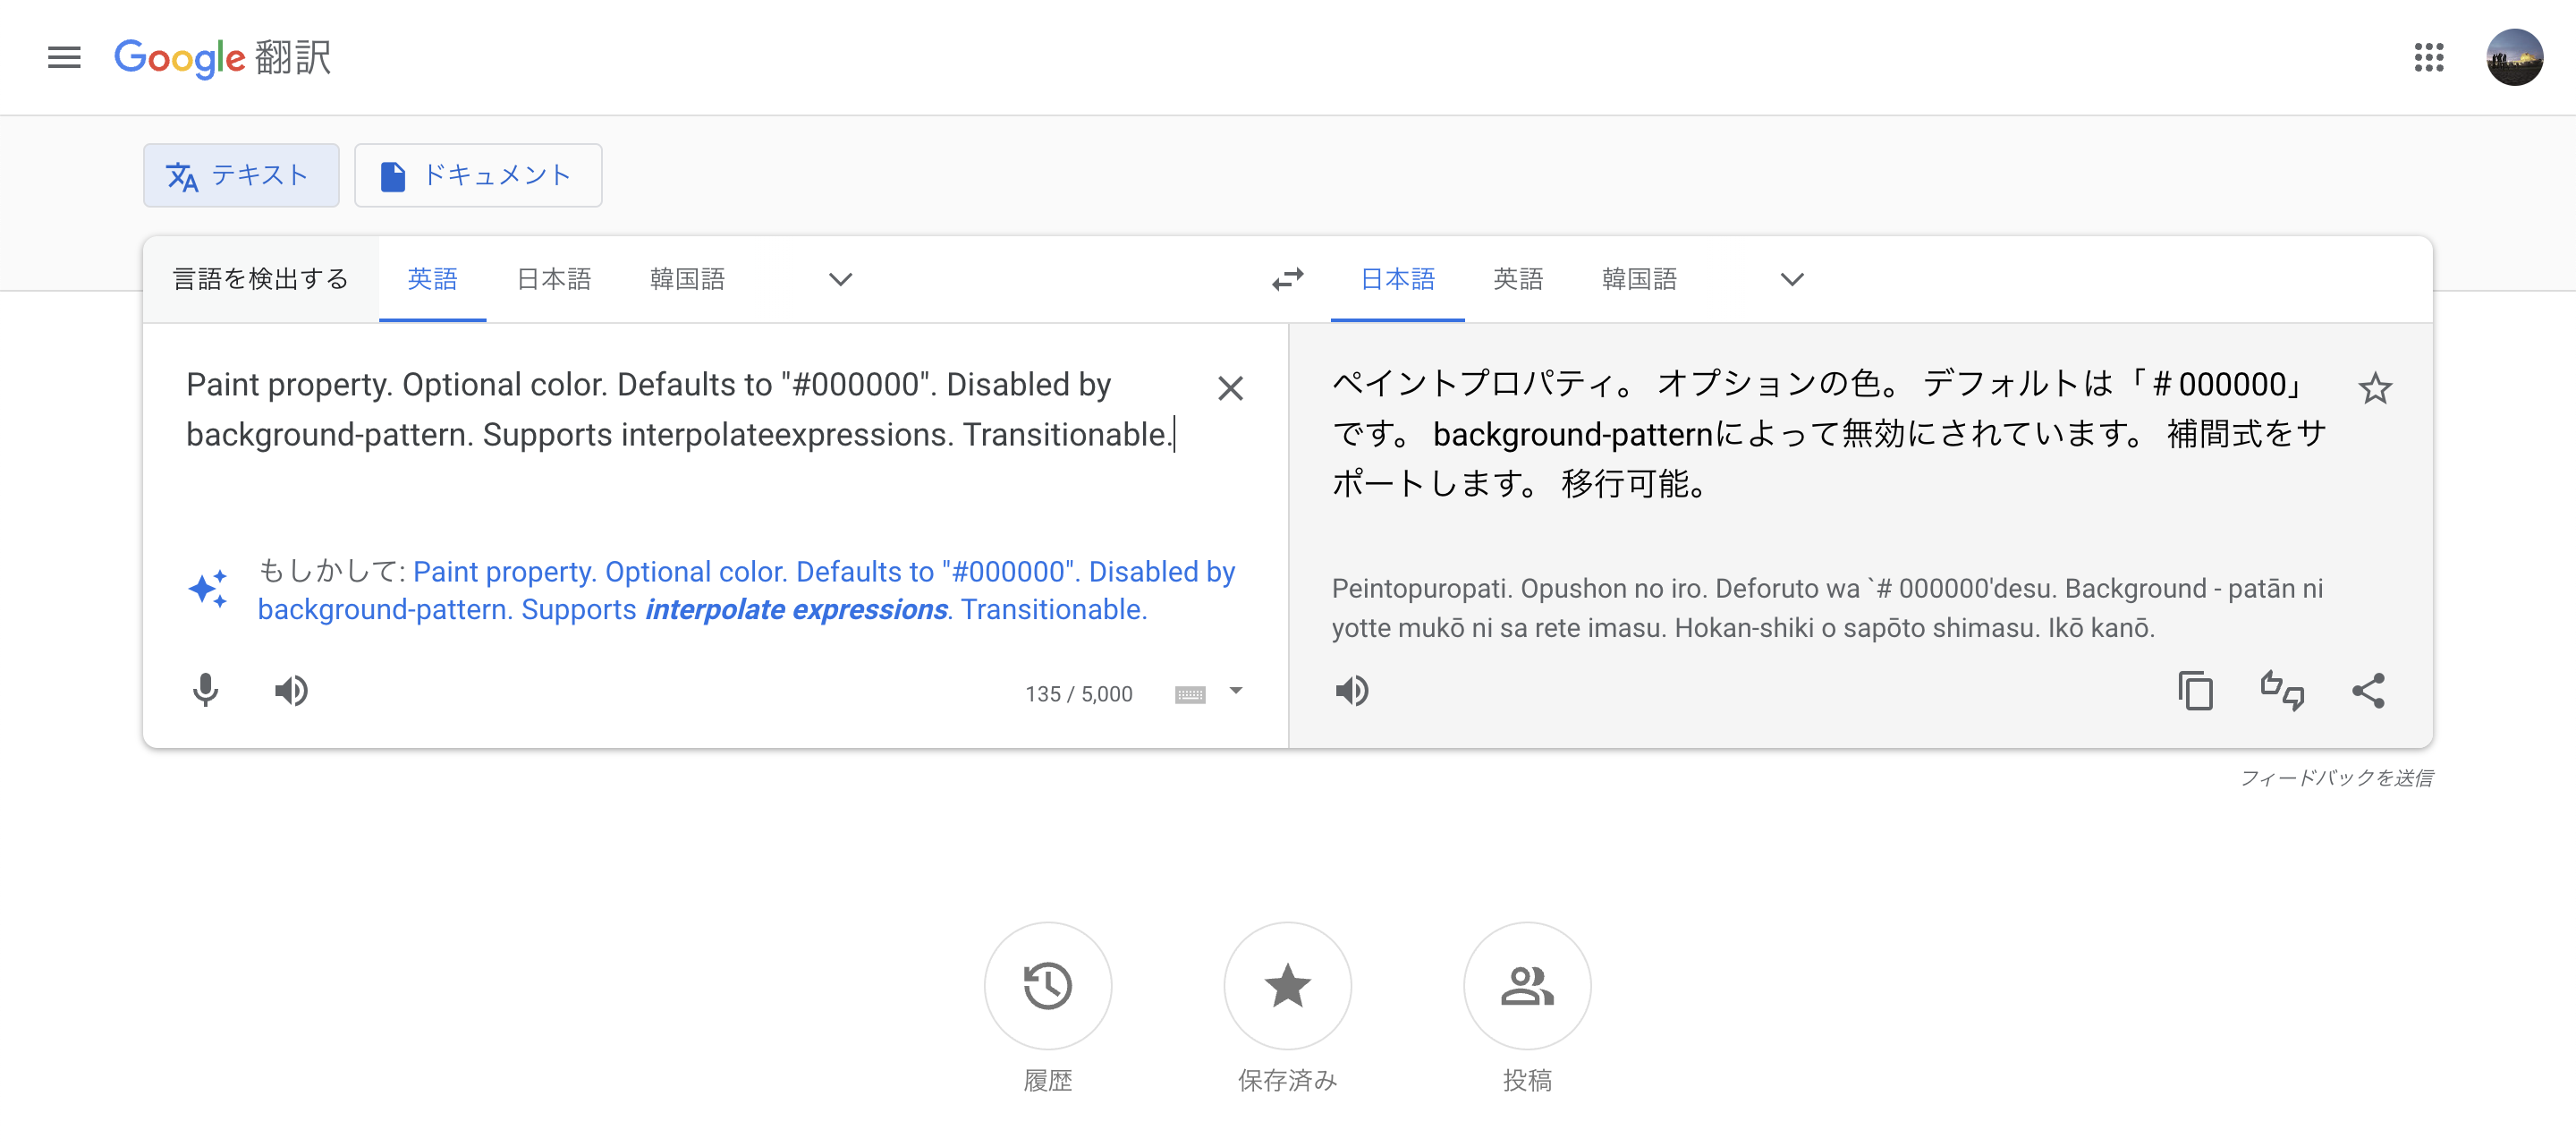 Google 翻訳
テキスト
ドキュメント
言語を検出する 英語 日本語 韓国語
日本語 英語 韓国語
Paint property. Optional color. Defaults to "#000000". Disabled by
background-pattern. Supports interpolateexpressions. Transitionable.
もしかして: Paint property. Optional color. Defaults to "#000000". Disabled by
background-pattern. Supports interpolate expressions. Transitionable.
135 / 5,000
ペイントプロパティ。 オプションの色。 デフォルトは「＃000000」
です。 background-patternによって無効にされています。 補間式をサ
ポートします。 移行可能。
Peintopuropati. Opushon no iro. Deforuto wa `# 000000'desu. Background - patān ni
yotte mukō ni sa rete imasu. Hokan-shiki o sapōto shimasu. Ikō kanō.
フィードバックを送信
履歴
保存済み
投稿